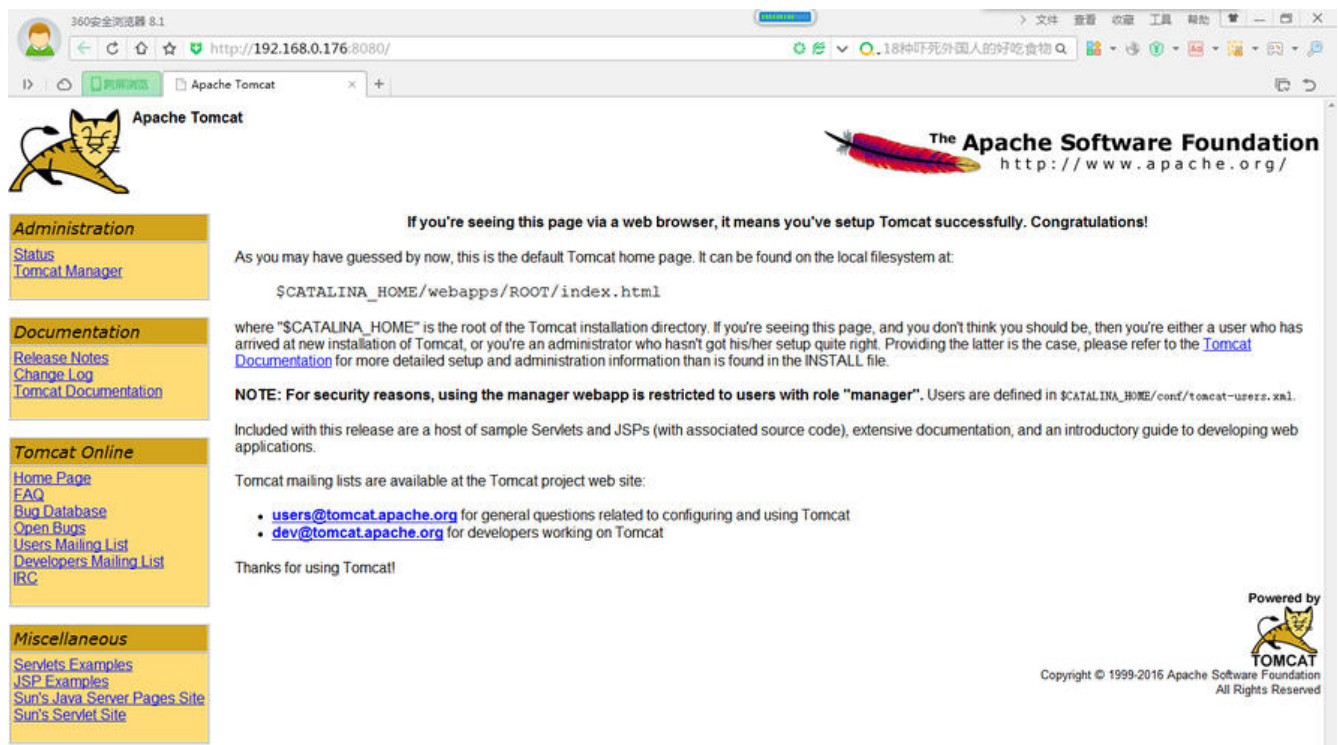 360安全浏览器 8.1
文件 查看 收藏 工具 帮助
http://192.168.0.176:8080/
18种吓死外国人的好吃食物
Apache Tomcat
Apache Tomcat
The Apache Software Foundation
http://www.apache.org/
Administration
Status
Tomcat Manager
Documentation
Release Notes
Change Log
Tomcat Documentation
Tomcat Online
Home Page
FAQ
Bug Database
Open Bugs
Users Mailing List
Developers Mailing List
IRC
Miscellaneous
Servlets Examples
JSP Examples
Sun's Java Server Pages Site
Sun's Servlet Site
If you're seeing this page via a web browser, it means you've setup Tomcat successfully. Congratulations!
As you may have guessed by now, this is the default Tomcat home page. It can be found on the local filesystem at:
$CATALINA_HOME/webapps/ROOT/index.html
where "$CATALINA_HOME" is the root of the Tomcat installation directory. If you're seeing this page, and you don't think you should be, then you're either a user who has
arrived at new installation of Tomcat, or you're an administrator who hasn't got his/her setup quite right. Providing the latter is the case, please refer to the Tomcat
Documentation for more detailed setup and administration information than is found in the INSTALL file.
NOTE: For security reasons, using the manager webapp is restricted to users with role "manager". Users are defined in $CATALINA_HOME/conf/tomcat-users.xml.
Included with this release are a host of sample Servlets and JSPs (with associated source code), extensive documentation, and an introductory guide to developing web
applications.
Tomcat mailing lists are available at the Tomcat project web site:
• users@tomcat.apache.org for general questions related to configuring and using Tomcat
• dev@tomcat.apache.org for developers working on Tomcat
Thanks for using Tomcat!
Powered by
TOMCAT
Copyright © 1999-2016 Apache Software Foundation
All Rights Reserved